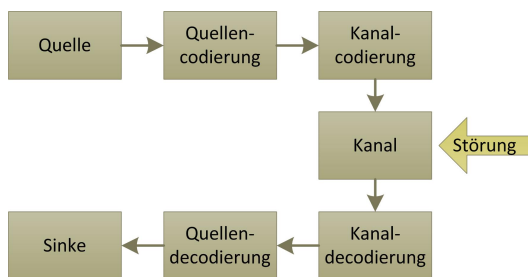 Quelle
Quellen-
codierung
Kanal-
codierung
Kanal
Störung
Kanal-
decodierung
Quellen-
decodierung
Sinke